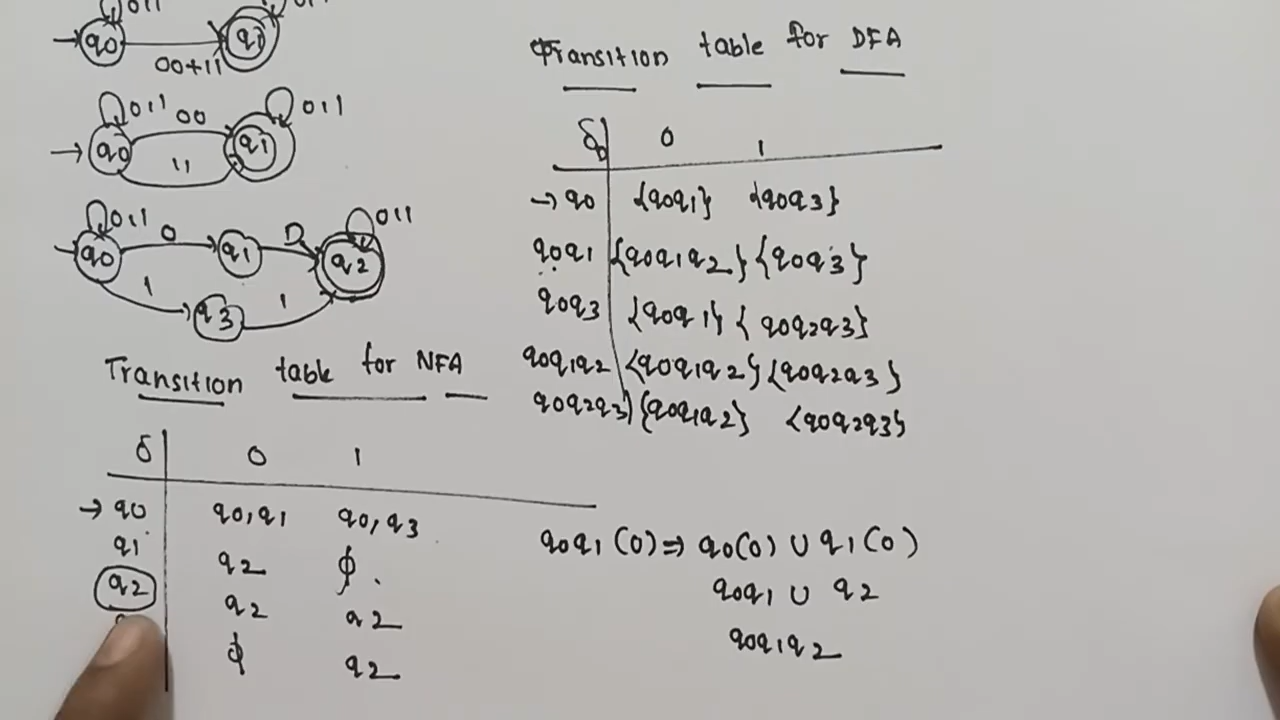 0,1
q0
q1
00+11
0,1
00
0,1
q0
q1
11
0,1
0
0
0,1
q0
q1
q2
1
q3
1
Transition table for NFA
δ 0 1
→ q0 q0,q1 q0,q3
q1 q2 ϕ
q2 q2 q2
ϕ q2
Transition table for DFA
δD 0 1
→ q0 {q0q1} {q0q3}
q0q1 {q0q1q2} {q0q3}
q0q3 {q0q1} {q0q2q3}
q0q1q2 {q0q1q2} {q0q2q3}
q0q2q3 {q0q1q2} {q0q2q3}
q0q1(0) ⇒ q0(0) ∪ q1(0)
q0q1 ∪ q2
q0q1q2